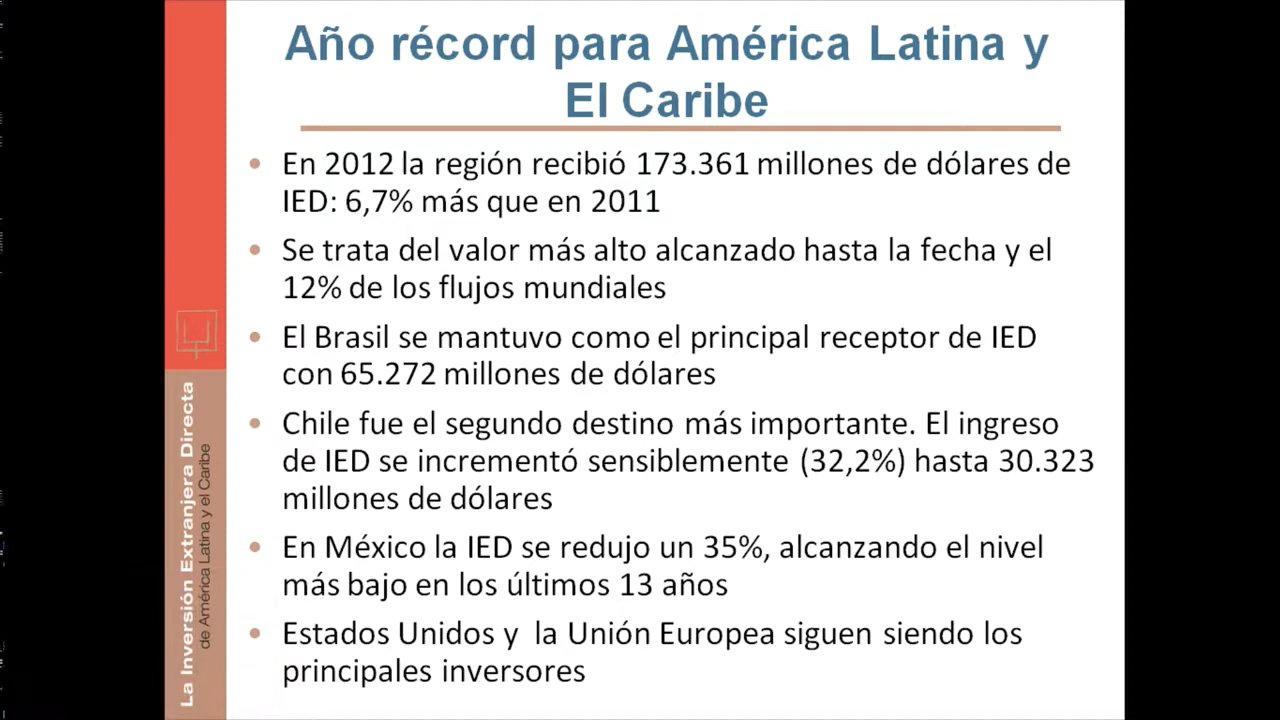 Año récord para América Latina y
El Caribe
• En 2012 la región recibió 173.361 millones de dólares de
IED: 6,7% más que en 2011
• Se trata del valor más alto alcanzado hasta la fecha y el
12% de los flujos mundiales
• El Brasil se mantuvo como el principal receptor de IED
con 65.272 millones de dólares
• Chile fue el segundo destino más importante. El ingreso
de IED se incrementó sensiblemente (32,2%) hasta 30.323
millones de dólares
• En México la IED se redujo un 35%, alcanzando el nivel
más bajo en los últimos 13 años
• Estados Unidos y  la Unión Europea siguen siendo los
principales inversores
La Inversión Extranjera Directa
de América Latina y el Caribe